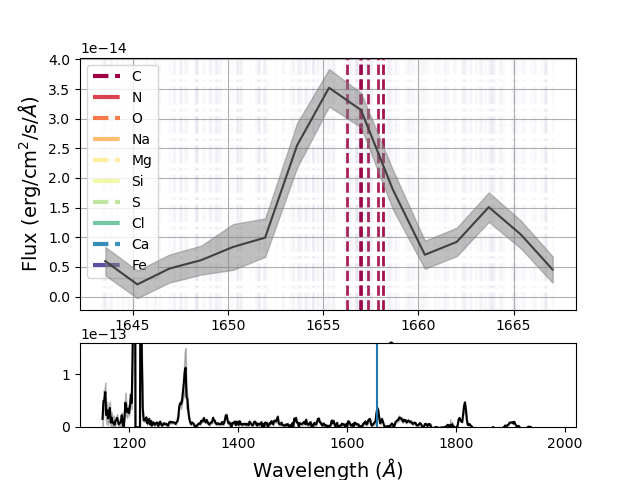 1e−14
4.0
3.5
3.0
2.5
2.0
1.5
1.0
0.5
0.0
Flux (erg/cm²/s/Å)
C
N
O
Na
Mg
Si
S
Cl
Ca
Fe
1645 1650 1655 1660 1665
1e−13
1
0
1200 1400 1600 1800 2000
Wavelength (Å)